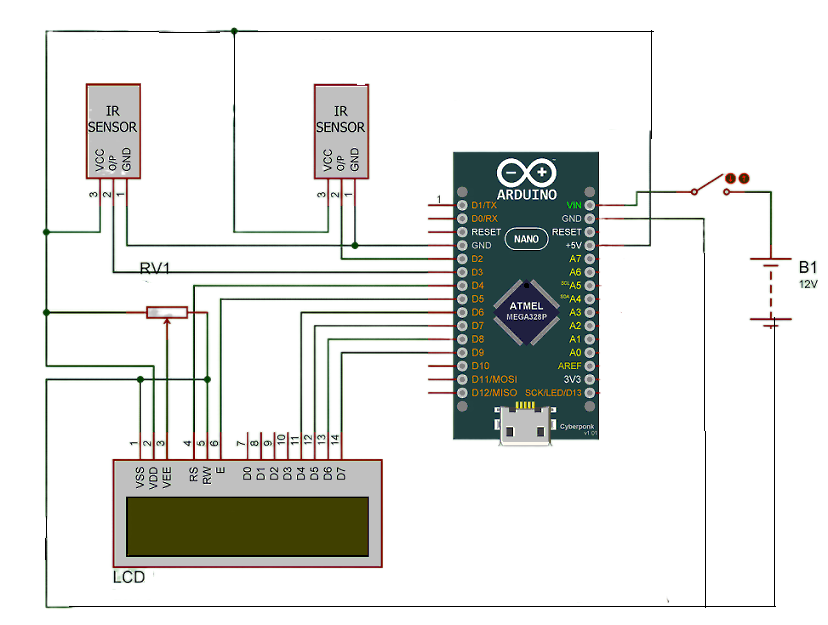 IR
SENSOR
VCC
O/P
GND
3
2
1
IR
SENSOR
VCC
O/P
GND
3
2
1
ARDUINO
NANO
ATMEL
MEGA328P
1
D1/TX
D0/RX
RESET
GND
D2
D3
D4
D5
D6
D7
D8
D9
D10
D11/MOSI
D12/MISO
VIN
GND
RESET
+5V
A7
A6
SCL A5
SDA A4
A3
A2
A1
A0
AREF
3V3
SCK/LED/D13
Cyberponk
v1.01
B1
12V
RV1
1
2
3
4
5
6
7
8
9
10
11
12
13
14
VSS
VDD
VEE
RS
RW
E
D0
D1
D2
D3
D4
D5
D6
D7
LCD